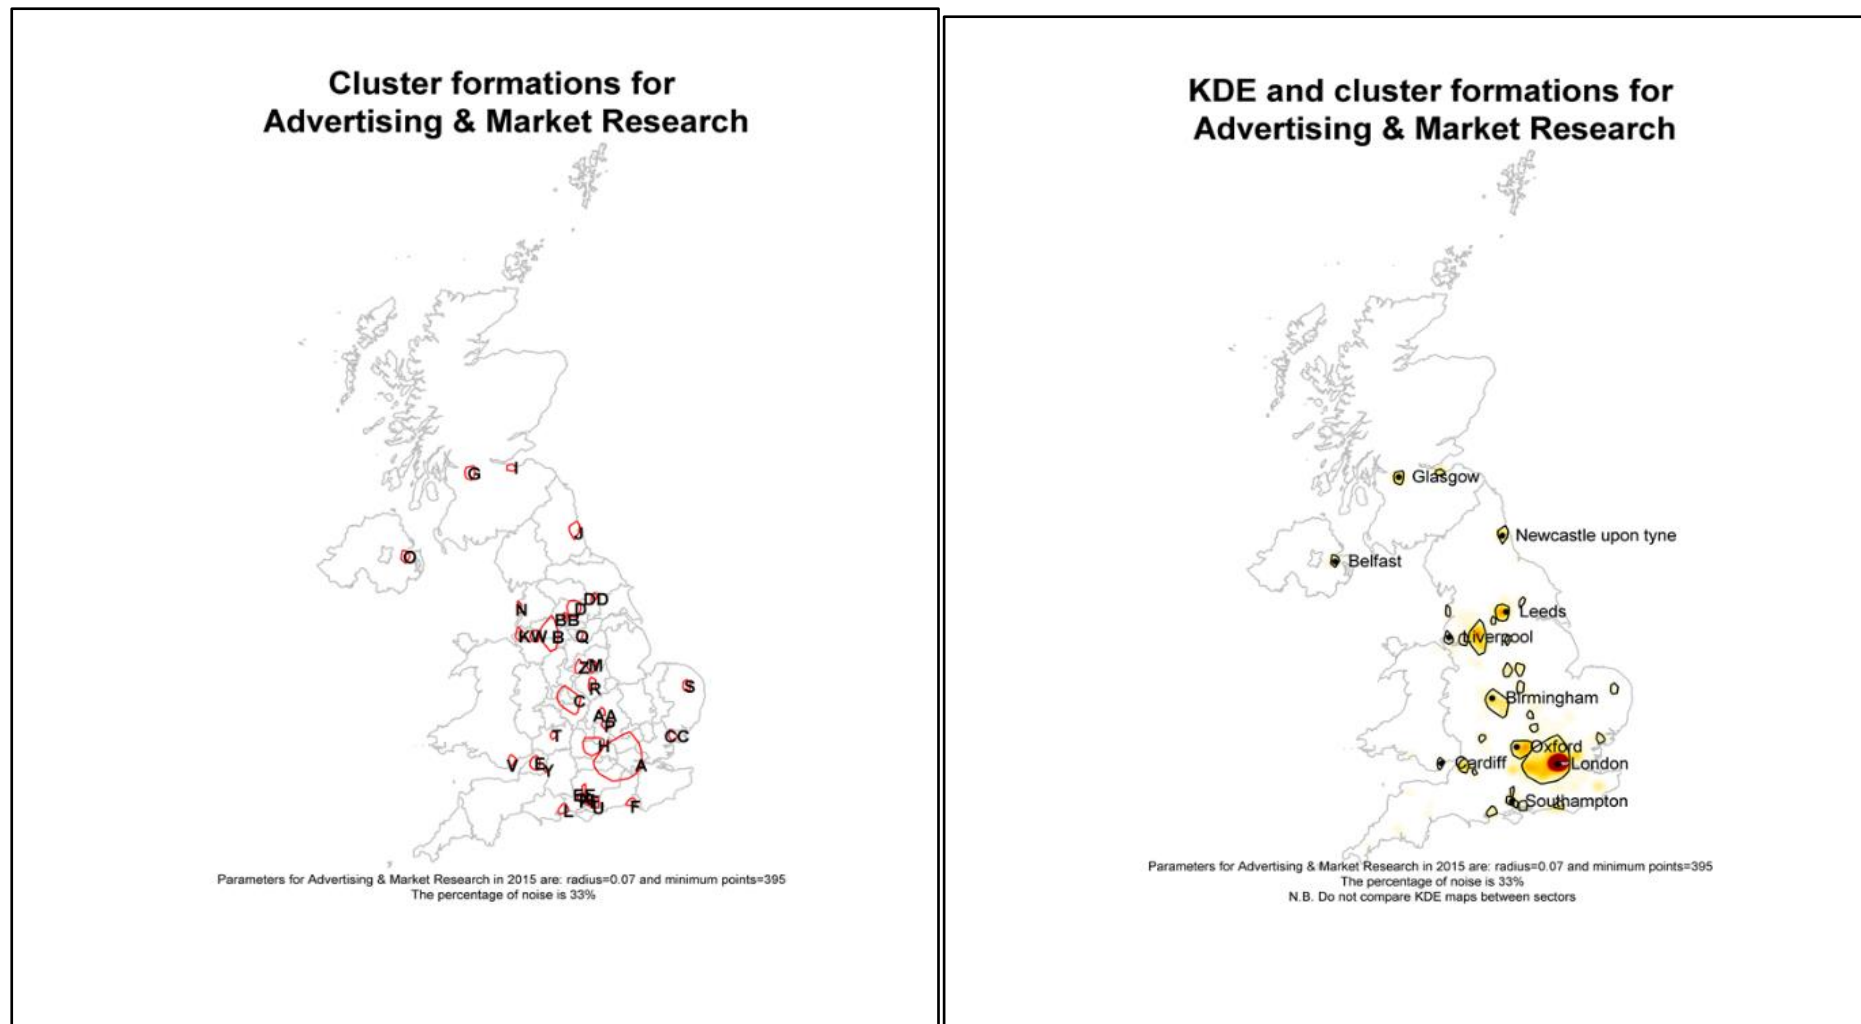 Cluster formations for
Advertising & Market Research
G
I
J
O
N
DD
D
BB
KW
B
Q
Z
M
R
C
S
AA
P
T
H
CC
V
E
Y
A
EE
L
U
F
Parameters for Advertising & Market Research in 2015 are: radius=0.07 and minimum points=395
The percentage of noise is 33%
KDE and cluster formations for
Advertising & Market Research
Glasgow
Newcastle upon tyne
Belfast
Leeds
Liverpool
Birmingham
Oxford
Cardiff
London
Southampton
Parameters for Advertising & Market Research in 2015 are: radius=0.07 and minimum points=395
The percentage of noise is 33%
N.B. Do not compare KDE maps between sectors